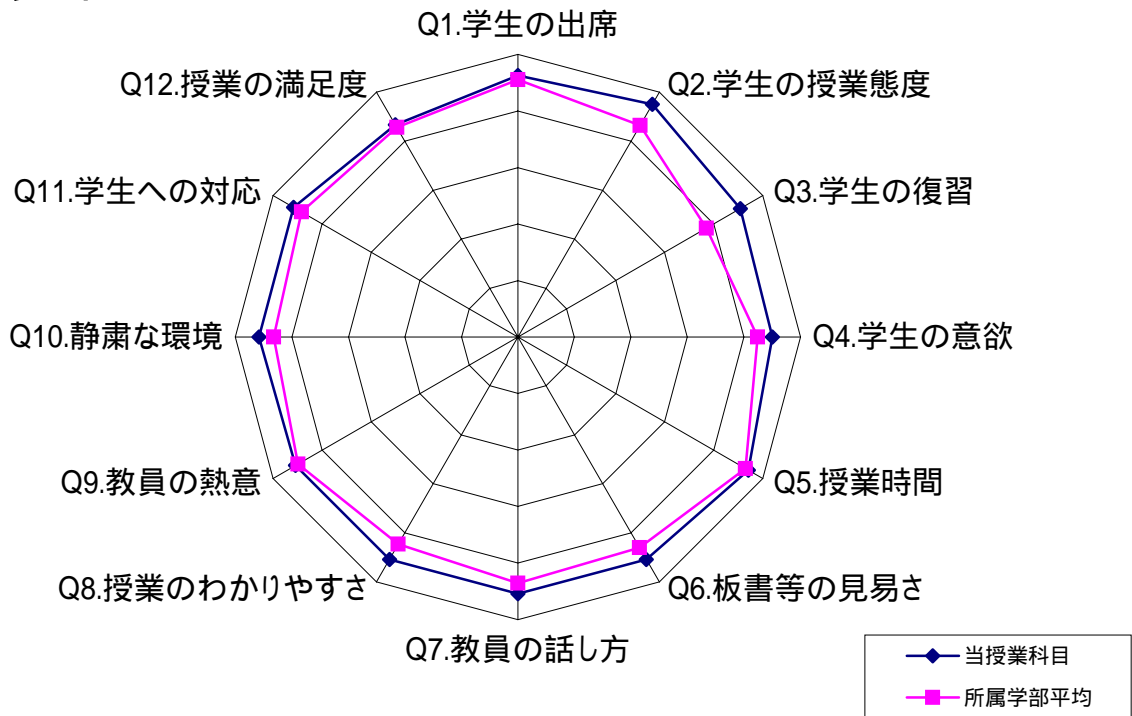 Q1.学生の出席
Q2.学生の授業態度
Q3.学生の復習
Q4.学生の意欲
Q5.授業時間
Q6.板書等の見易さ
Q7.教員の話し方
Q8.授業のわかりやすさ
Q9.教員の熱意
Q10.静粛な環境
Q11.学生への対応
Q12.授業の満足度
当授業科目
所属学部平均